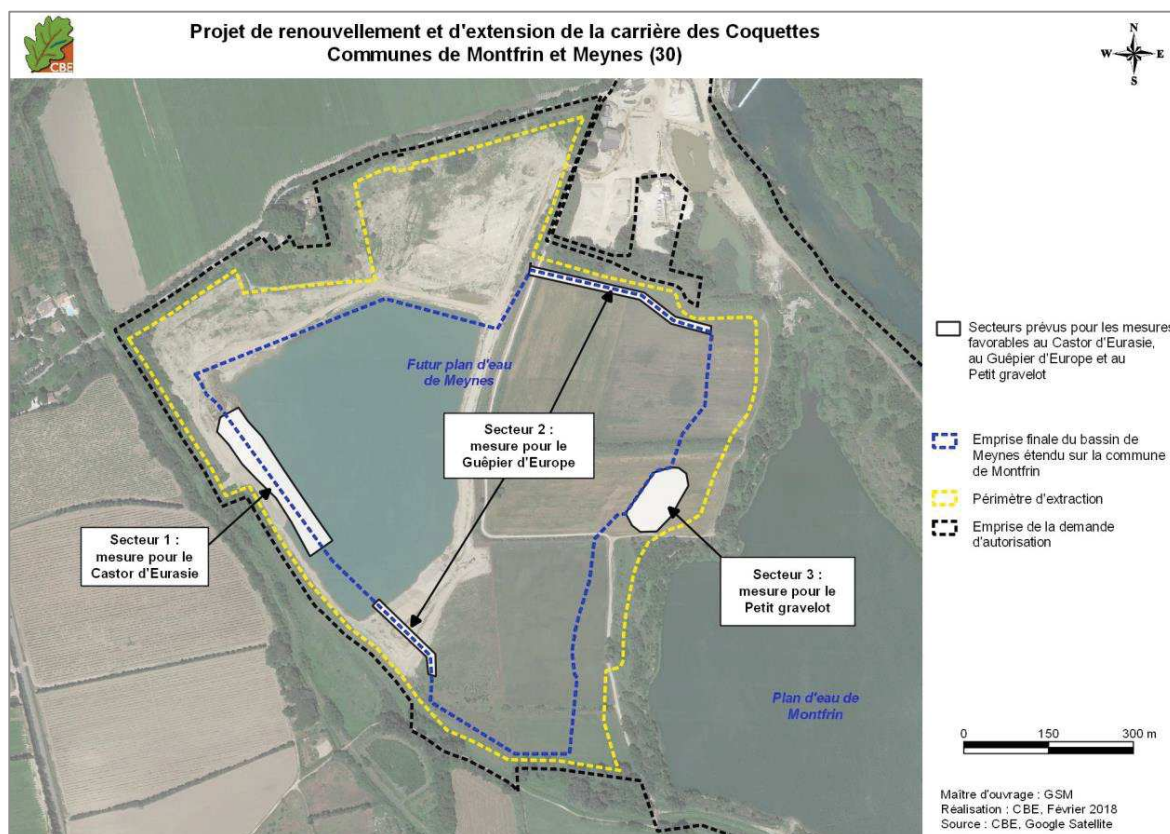 CBE
Projet de renouvellement et d'extension de la carrière des Coquettes
Communes de Montfrin et Meynes (30)
N
W E
S
Futur plan d'eau
de Meynes
Secteur 2 :
mesure pour le
Guêpier d'Europe
Secteur 1 :
mesure pour le
Castor d'Eurasie
Secteur 3 :
mesure pour le
Petit gravelot
Plan d'eau de
Montfrin
Secteurs prévus pour les mesures
favorables au Castor d'Eurasie,
au Guêpier d'Europe et au
Petit gravelot
Emprise finale du bassin de
Meynes étendu sur la commune
de Montfrin
Périmètre d'extraction
Emprise de la demande
d'autorisation
0 150 300 m
Maître d'ouvrage : GSM
Réalisation : CBE, Février 2018
Source : CBE, Google Satellite